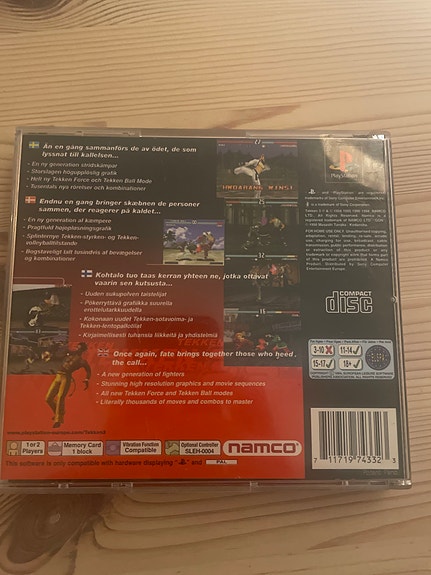 Än en gång sammanförs de av ödet, de som
lyssnat till kallelsen...
- En ny generation stridskämpar
- Storslagen högupplöslig grafik
- Helt ny Tekken Force och Tekken Ball Mode
- Tusentals nya rörelser och kombinationer
Endnu en gang bringer skæbnen de personer
sammen, der reagerer på kaldet...
- En ny generation af kæmpere
- Pragtfuld højopløsningsgrafik
- Splinterny Tekken-styrken- og Tekken-
volleyballtilstande
- Bogstaveligt talt tusindvis af bevægelser
og kombinationer
Kohtalo tuo taas kerran yhteen ne, jotka ottavat
vaarin sen kutsusta...
- Uuden sukupolven taistelijat
- Pökerryttävä grafiikka suurella
erottelutarkkuudella
- Kokonaan uudet Tekken-sotavoima- ja
Tekken-lentopallotilat
- Kirjaimellisesti tuhansia liikkeitä ja yhdistelmiä
Once again, fate brings together those who heed
the call...
- A new generation of fighters
- Stunning high resolution graphics and movie sequences
- All new Tekken Force and Tekken Ball modes
- Literally thousands of moves and combos to master
www.playstation-europe.com/Tekken3
1 or 2
Players
Memory Card
1 block
Vibration Function
Compatible
Optional Controller
SLEH-0004
namco
This software is only compatible with hardware displaying "PS" and PAL
UWDAHANG WINS!
PlayStation
COMPACT
disc
3-10
11-14
15-17
18+
7 11719 74332 3